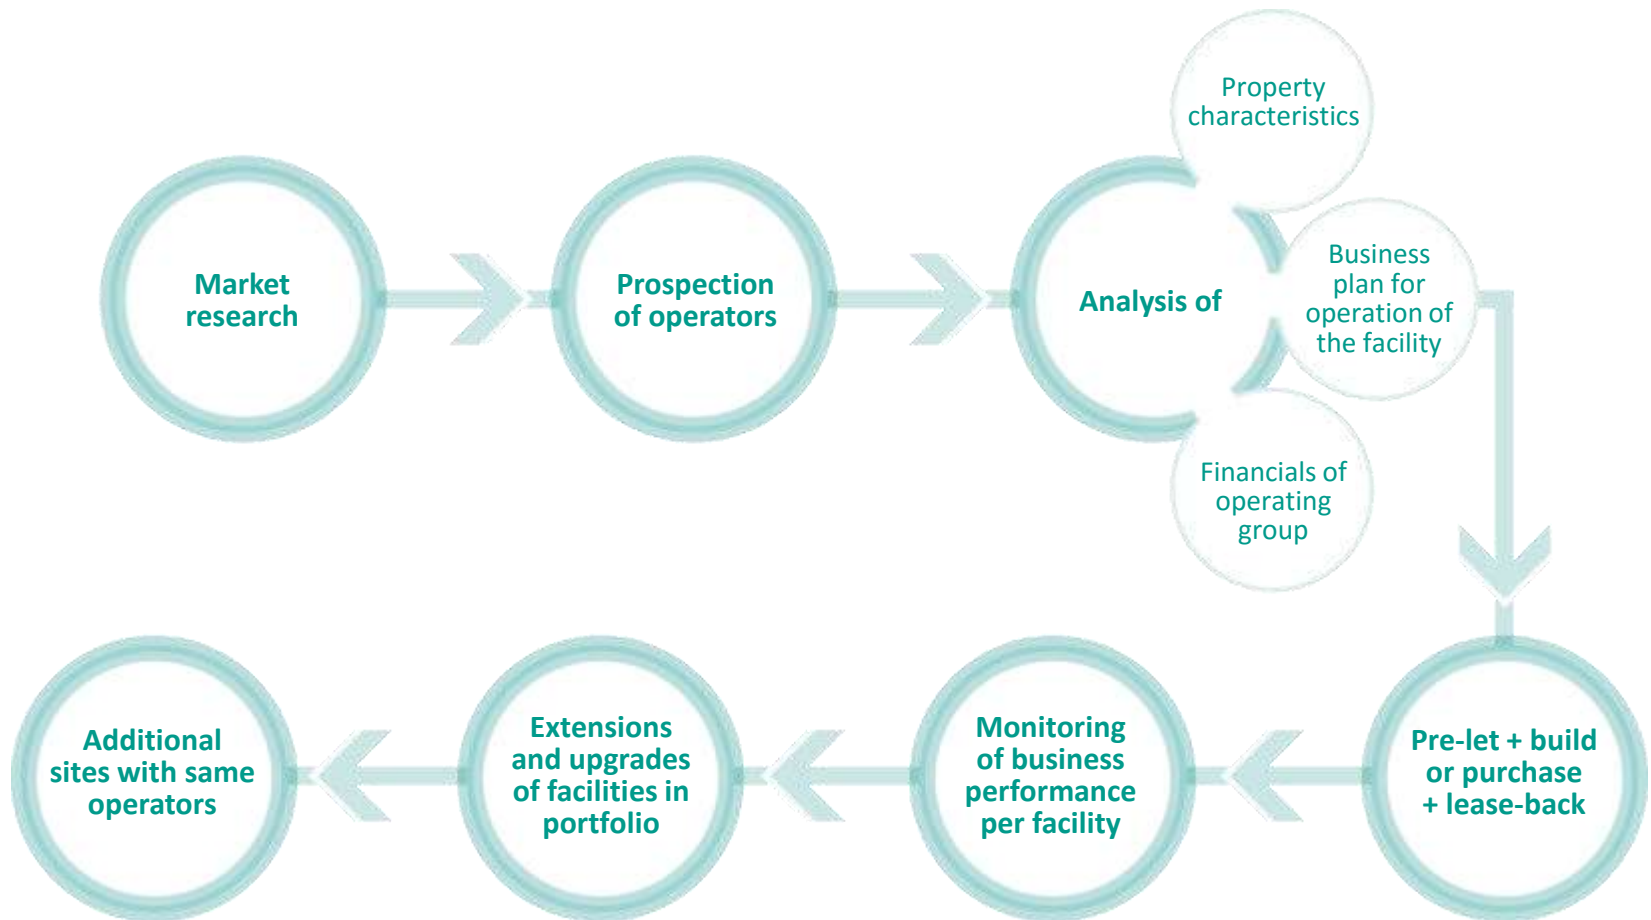 Market
research
Prospection
of operators
Analysis of
Property
characteristics
Business
plan for
operation of
the facility
Financials of
operating
group
Pre-let + build
or purchase
+ lease-back
Monitoring
of business
performance
per facility
Extensions
and upgrades
of facilities in
portfolio
Additional
sites with same
operators